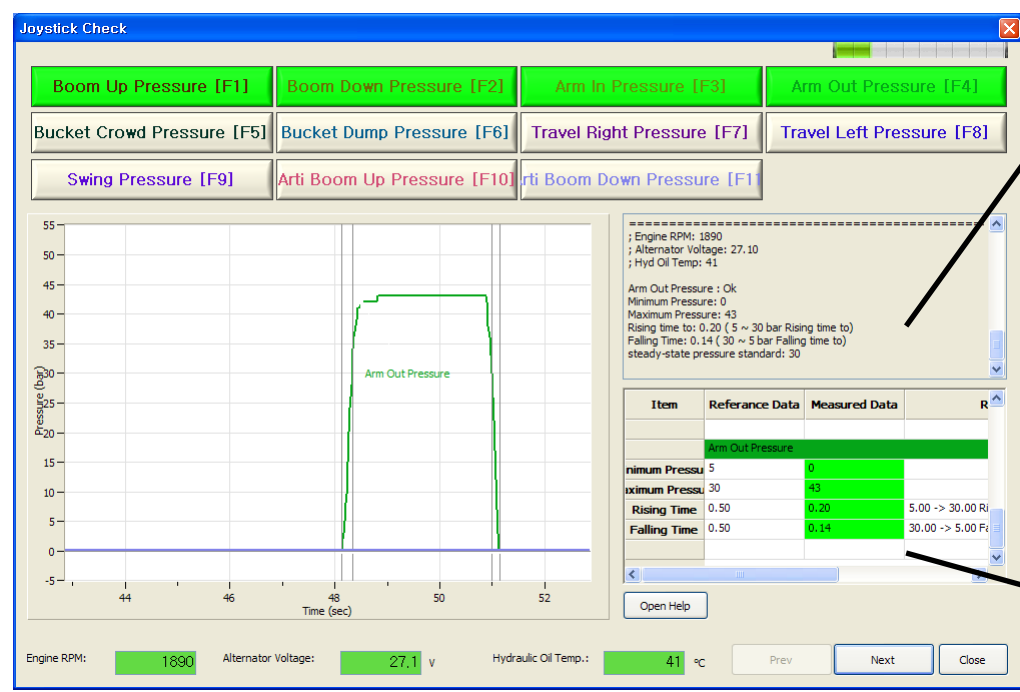 Joystick Check
Boom Up Pressure [F1] Boom Down Pressure [F2] Arm In Pressure [F3] Arm Out Pressure [F4]
Bucket Crowd Pressure [F5] Bucket Dump Pressure [F6] Travel Right Pressure [F7] Travel Left Pressure [F8]
Swing Pressure [F9] Arti Boom Up Pressure [F10] rti Boom Down Pressure [F11
55
50
45
40
35
30
25
20
15
10
5
0
-5
Pressure (bar)
Arm Out Pressure
44 46 48 50 52
Time (sec)
; Engine RPM: 1890
; Alternator Voltage: 27.10
; Hyd Oil Temp: 41
Arm Out Pressure : Ok
Minimum Pressure: 0
Maximum Pressure: 43
Rising time to: 0.20 ( 5 ~ 30 bar Rising time to)
Falling Time: 0.14 ( 30 ~ 5 bar Falling time to)
steady-state pressure standard: 30
Item Referance Data Measured Data R
Arm Out Pressure
nimum Pressu 5 0
ximum Pressu 30 43
Rising Time 0.50 0.20 5.00 -> 30.00 Ri
Falling Time 0.50 0.14 30.00 -> 5.00 Fa
Open Help
Engine RPM: 1890 Alternator Voltage: 27,1 v Hydraulic Oil Temp.: 41 ºC Prev Next Close